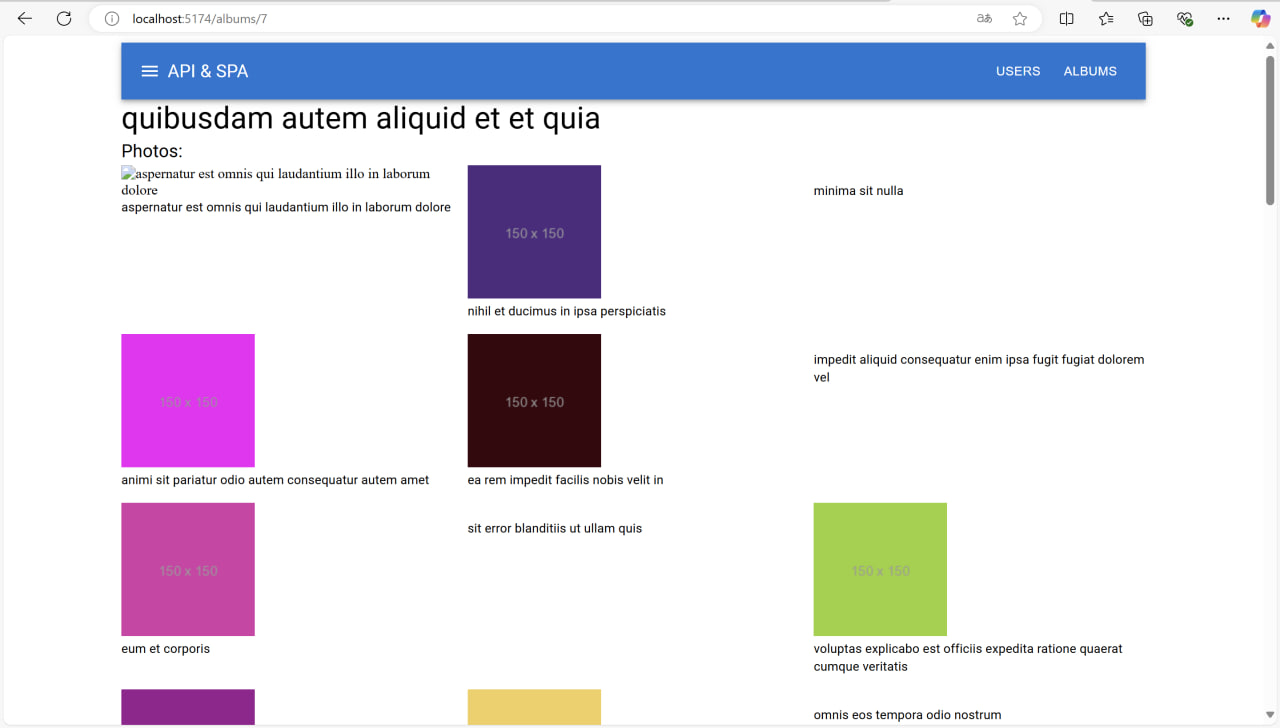 localhost:5174/albums/7
API & SPA
USERS
ALBUMS
quibusdam autem aliquid et et quia
Photos:
aspernatur est omnis qui laudantium illo in laborum
dolore
aspernatur est omnis qui laudantium illo in laborum dolore
150 x 150
nihil et ducimus in ipsa perspiciatis
minima sit nulla
150 x 150
animi sit pariatur odio autem consequatur autem amet
150 x 150
ea rem impedit facilis nobis velit in
impedit aliquid consequatur enim ipsa fugit fugiat dolorem
vel
150 x 150
eum et corporis
sit error blanditiis ut ullam quis
150 x 150
voluptas explicabo est officiis expedita ratione quaerat
cumque veritatis
omnis eos tempora odio nostrum